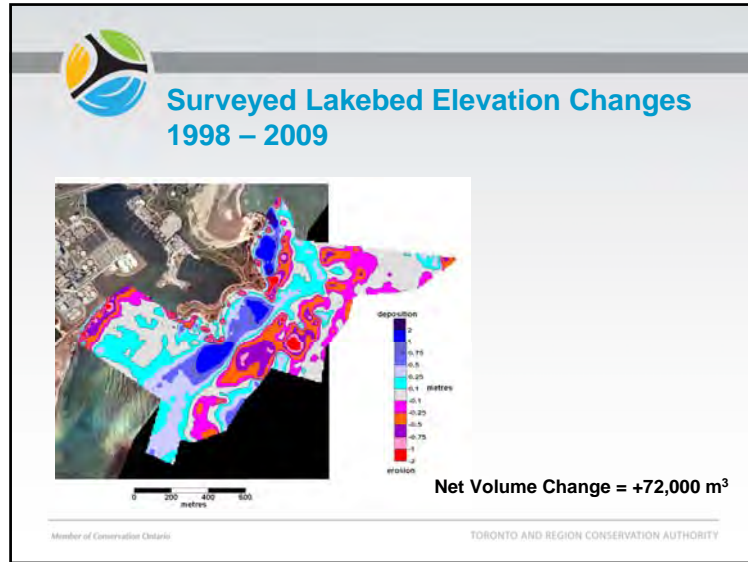 Surveyed Lakebed Elevation Changes
1998 – 2009
deposition
2
1
0.75
0.5
0.25
0.1
metres
-0.1
-0.25
-0.5
-0.75
-1
-2
erosion
0 200 400 600
metres
Net Volume Change = +72,000 m³
Member of Conservation Ontario
TORONTO AND REGION CONSERVATION AUTHORITY